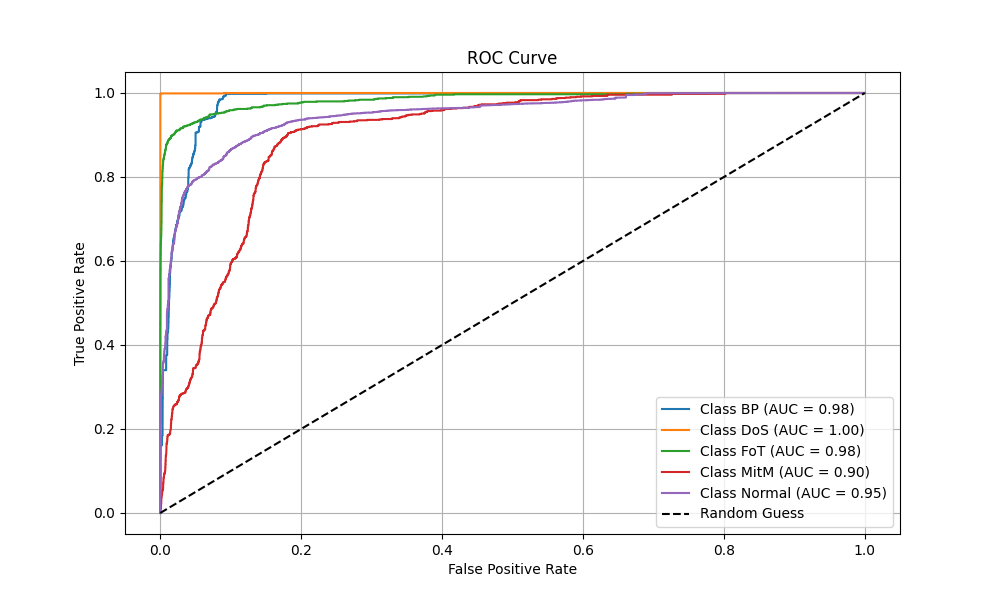 ROC Curve
True Positive Rate
1.0
0.8
0.6
0.4
0.2
0.0
0.0 0.2 0.4 0.6 0.8 1.0
False Positive Rate
Class BP (AUC = 0.98)
Class DoS (AUC = 1.00)
Class FoT (AUC = 0.98)
Class MitM (AUC = 0.90)
Class Normal (AUC = 0.95)
Random Guess